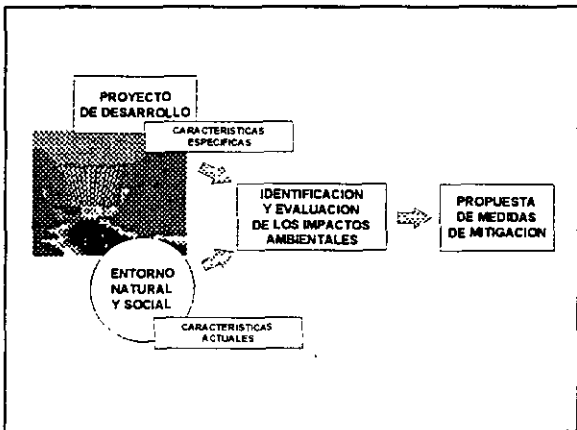 PROYECTO
DE DESARROLLO
CARACTERISTICAS
ESPECIFICAS
IDENTIFICACION
Y EVALUACION
DE LOS IMPACTOS
AMBIENTALES
PROPUESTA
DE MEDIDAS
DE MITIGACION
ENTORNO
NATURAL
Y SOCIAL
CARACTERISTICAS
ACTUALES